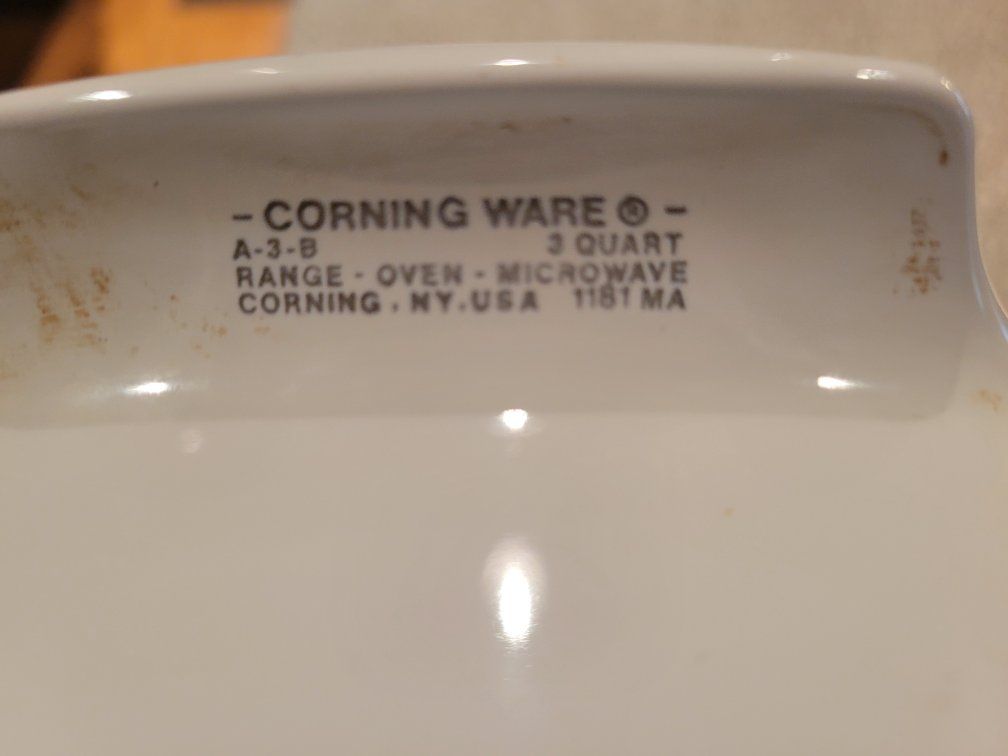 - CORNING WARE ® -
A-3-B 3 QUART
RANGE - OVEN - MICROWAVE
CORNING, NY. USA 1181 MA